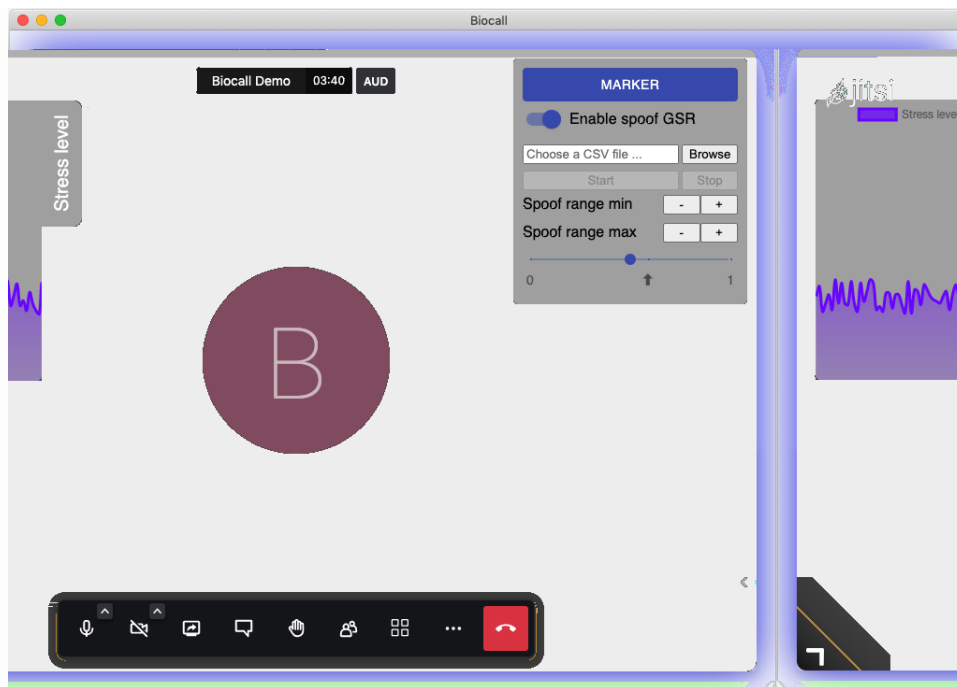 Biocall
Biocall Demo 03:40 AUD
MARKER
Enable spoof GSR
Choose a CSV file ... Browse
Start Stop
Spoof range min - +
Spoof range max - +
0 1
Stress level
B
jitsi
Stress leve